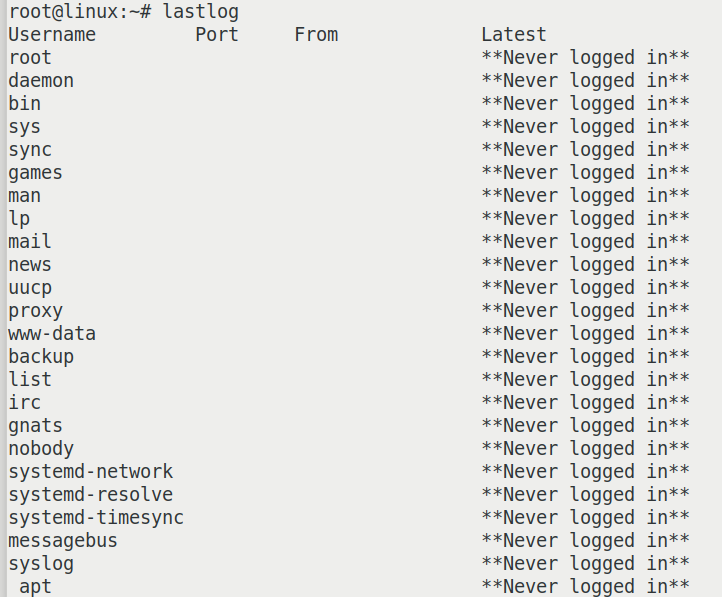 root@linux:~# lastlog
Username         Port     From             Latest
root                                       **Never logged in**
daemon                                     **Never logged in**
bin                                        **Never logged in**
sys                                        **Never logged in**
sync                                       **Never logged in**
games                                      **Never logged in**
man                                        **Never logged in**
lp                                         **Never logged in**
mail                                       **Never logged in**
news                                       **Never logged in**
uucp                                       **Never logged in**
proxy                                      **Never logged in**
www-data                                   **Never logged in**
backup                                     **Never logged in**
list                                       **Never logged in**
irc                                        **Never logged in**
gnats                                      **Never logged in**
nobody                                     **Never logged in**
systemd-network                            **Never logged in**
systemd-resolve                            **Never logged in**
systemd-timesync                           **Never logged in**
messagebus                                 **Never logged in**
syslog                                     **Never logged in**
 apt                                       **Never logged in**